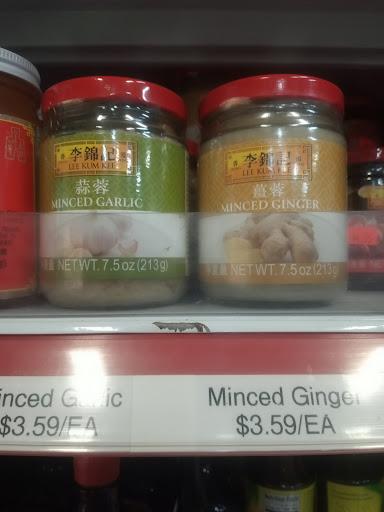 李錦記
LEE KUM KEE
蒜蓉
MINCED GARLIC
NET WT. 7.5 oz (213g)
李錦記
LEE KUM KEE
薑蓉
MINCED GINGER
NET WT. 7.5 oz (213g)
inced Garlic
$3.59/EA
Minced Ginger
$3.59/EA